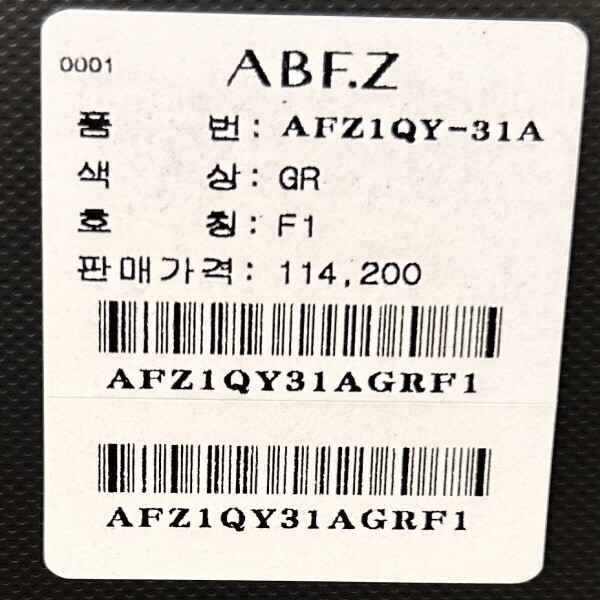 0001
ABF.Z
품 번: AFZ1QY-31A
색 상: GR
호 칭: F1
판매가격: 114,200
AFZ1QY31AGRF1
AFZ1QY31AGRF1